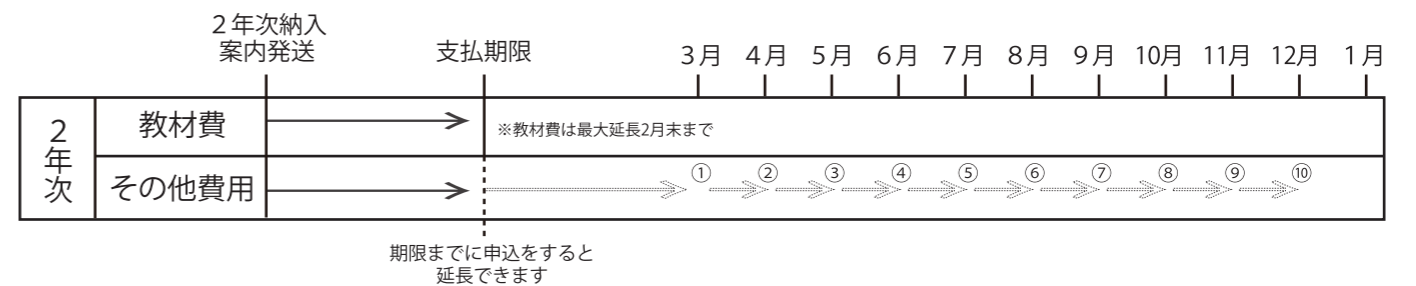 ２年次納入
案内発送
支払期限
３月 ４月 ５月 ６月 ７月 ８月 ９月 10月 11月 12月 １月
２年次
教材費
※教材費は最大延長2月末まで
その他費用
① ② ③ ④ ⑤ ⑥ ⑦ ⑧ ⑨ ⑩
期限までに申込をすると
延長できます